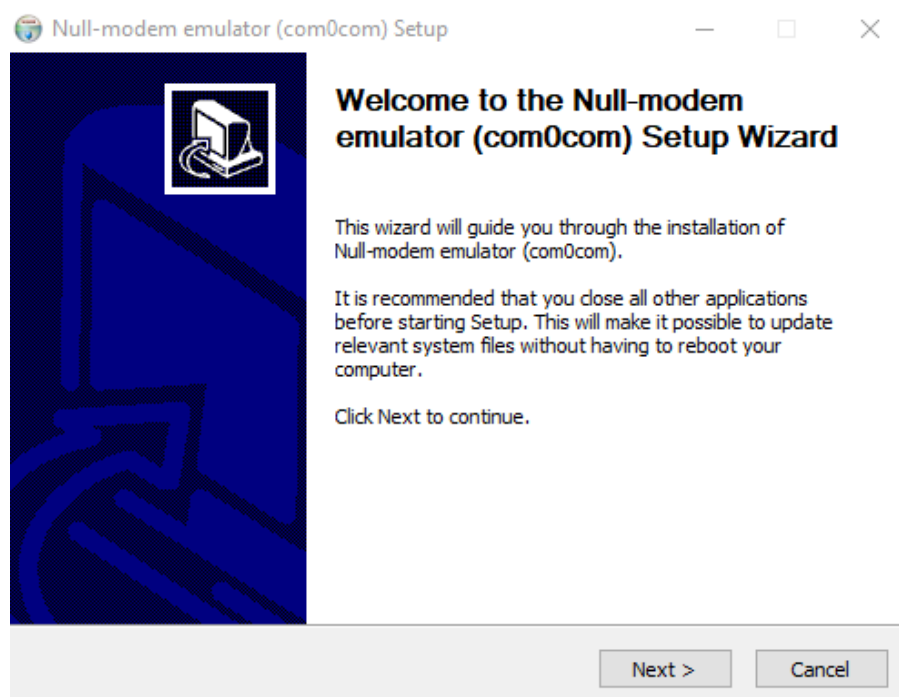 Null-modem emulator (com0com) Setup
Welcome to the Null-modem
emulator (com0com) Setup Wizard
This wizard will guide you through the installation of
Null-modem emulator (com0com).
It is recommended that you close all other applications
before starting Setup. This will make it possible to update
relevant system files without having to reboot your
computer.
Click Next to continue.
Next >
Cancel